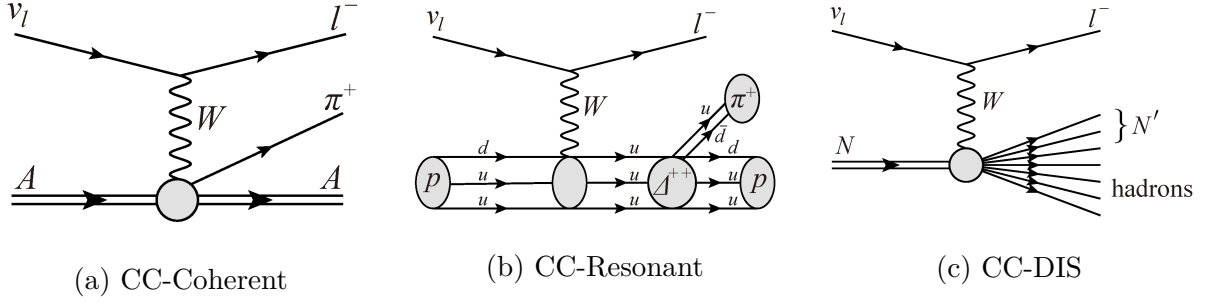 v_l
l⁻
W
π⁺
A
A
(a) CC-Coherent
v_l
l⁻
W
π⁺
u
d̄
d
u
d
p
u
u
Δ⁺⁺
u
p
u
u
u
(b) CC-Resonant
v_l
l⁻
W
N
} N′
hadrons
(c) CC-DIS